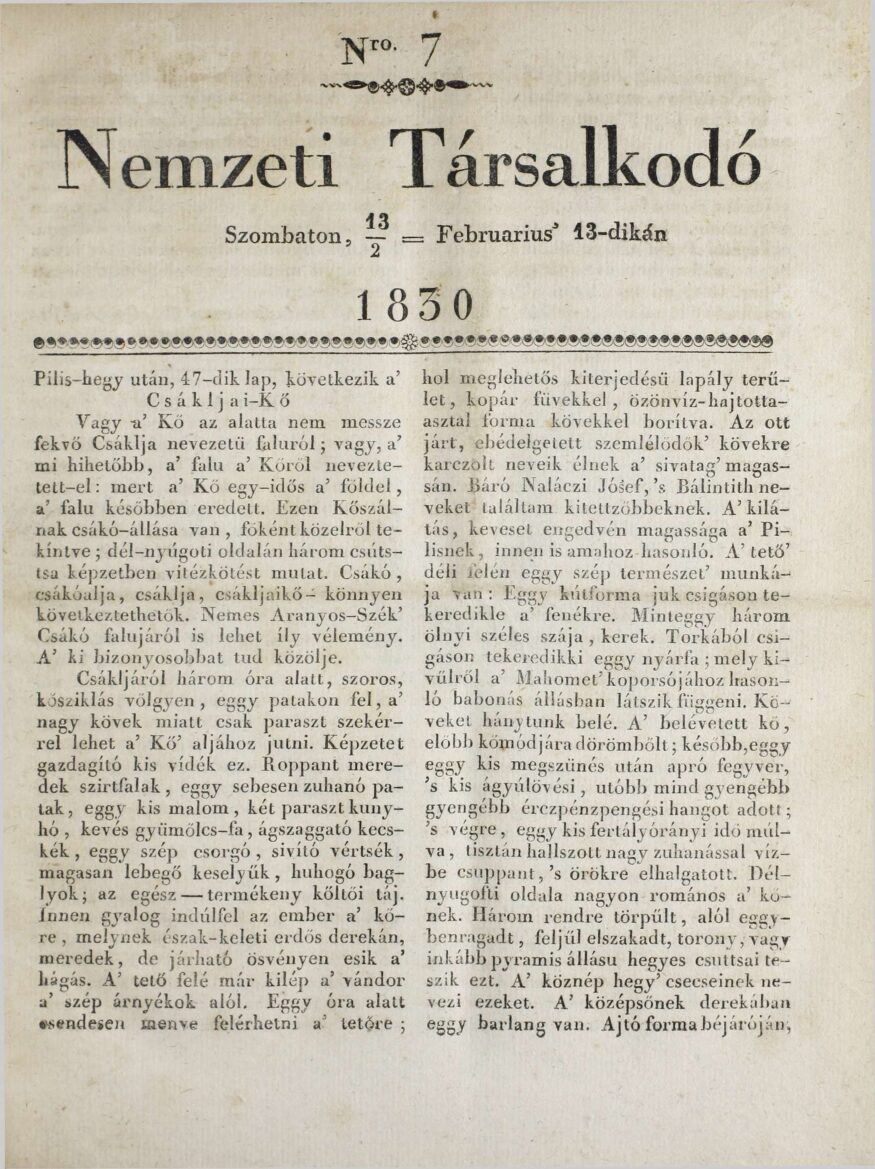 Nro. 7
Nemzeti Társalkodó
Szombaton, 13/2 = Februarius' 13-dikán
1830
Pilis-hegy után, 47-dik lap, következik a'
Csákljai-Kő
Vagy a' Kő az alatta nem messze
fekvő Csáklja nevezetü faluról; vagy, a'
mi hihetőbb, a' falu a' Kőről nevezte-
tett-el: mert a' Kő egy-idős a' földel,
a' falu későbben eredett. Ezen Kőszál-
nak csákó-állása van, főként közelről te-
kíntve; dél-nyúgoti oldalán három csúts-
tsa képzetben vitézkötést mutat. Csákó,
csákóalja, csáklja, csákljaikő- könnyen
következtethetők. Nemes Aranyos-Szék'
Csákó falujáról is lehet íly vélemény.
A' ki bizonyosobbat tud közölje.
Csákljáról három óra alatt, szoros,
kősziklás völgyen, eggy patakon fel, a'
nagy kövek miatt csak paraszt szekér-
rel lehet a' Kő' aljához jutni. Képzetet
gazdagító kis vídék ez. Roppant mere-
dek szirtfalak, eggy sebesen zuhanó pa-
tak, eggy kis malom, két paraszt kuny-
hó, kevés gyümőlcs-fa, ágszaggató kecs-
kék, eggy szép csorgó, sivító vértsék,
magasan lebegő keselyűk, huhogó bag-
lyok; az egész — termékeny kőltői táj.
Innen gyalog indúlfel az ember a' kő-
re, melynek észak-keleti erdős derekán,
meredek, de járható ösvényen esik a'
hágás. A' tető felé már kilép a' vándor
a' szép árnyékok alól. Eggy óra alatt
csendesen menve felérhetni a' tetőre;
hol meglehetős kiterjedésü lapály terű-
let, kopár füvekkel, özönvíz-hajtotta-
asztal forma kövekkel borítva. Az ott
járt, ebédelgetett szemlélődők' kövekre
karczolt neveik élnek a' sivatag' magas-
sán. Báró Naláczi Jósef, 's Bálintith ne-
veket találtam kitettzőbbeknek. A' kilá-
tás, keveset engedvén magassága a' Pi-
lisnek, innen is amahoz hasonló. A' tető'
déli felén eggy szép természet' munká-
ja van: Eggy kútforma juk csigáson te-
keredikle a' fenékre. Minteggy három
ölnyi széles szája, kerek. Torkából csi-
gáson tekeredikki eggy nyárfa; mely ki-
vűlről a' Mahomet' koporsójához hason-
ló babonás állásban látszik függeni. Kö-
veket hánytunk belé. A' belévetett kő,
előbb kőmódjára dörömbőlt; később, eggy
eggy kis megszünés után apró fegyver,
's kis ágyúlövési, utóbb mind gyengébb
gyengébb érczpénzpengési hangot adott;
's végre, eggy kis fertályórányi idő múl-
va, tisztán hallszott nagy zuhanással víz-
be csuppant, 's örökre elhalgatott. Dél-
nyugofti oldala nagyon romános a' kő-
nek. Három rendre törpült, alól eggy-
benragadt, feljűl elszakadt, torony, vagy
inkább pyramis állásu hegyes csuttsai te-
szik ezt. A' köznép hegy' csecseinek ne-
vezi ezeket. A' középsőnek derekában
eggy barlang van. Ajtó forma béjáróján,